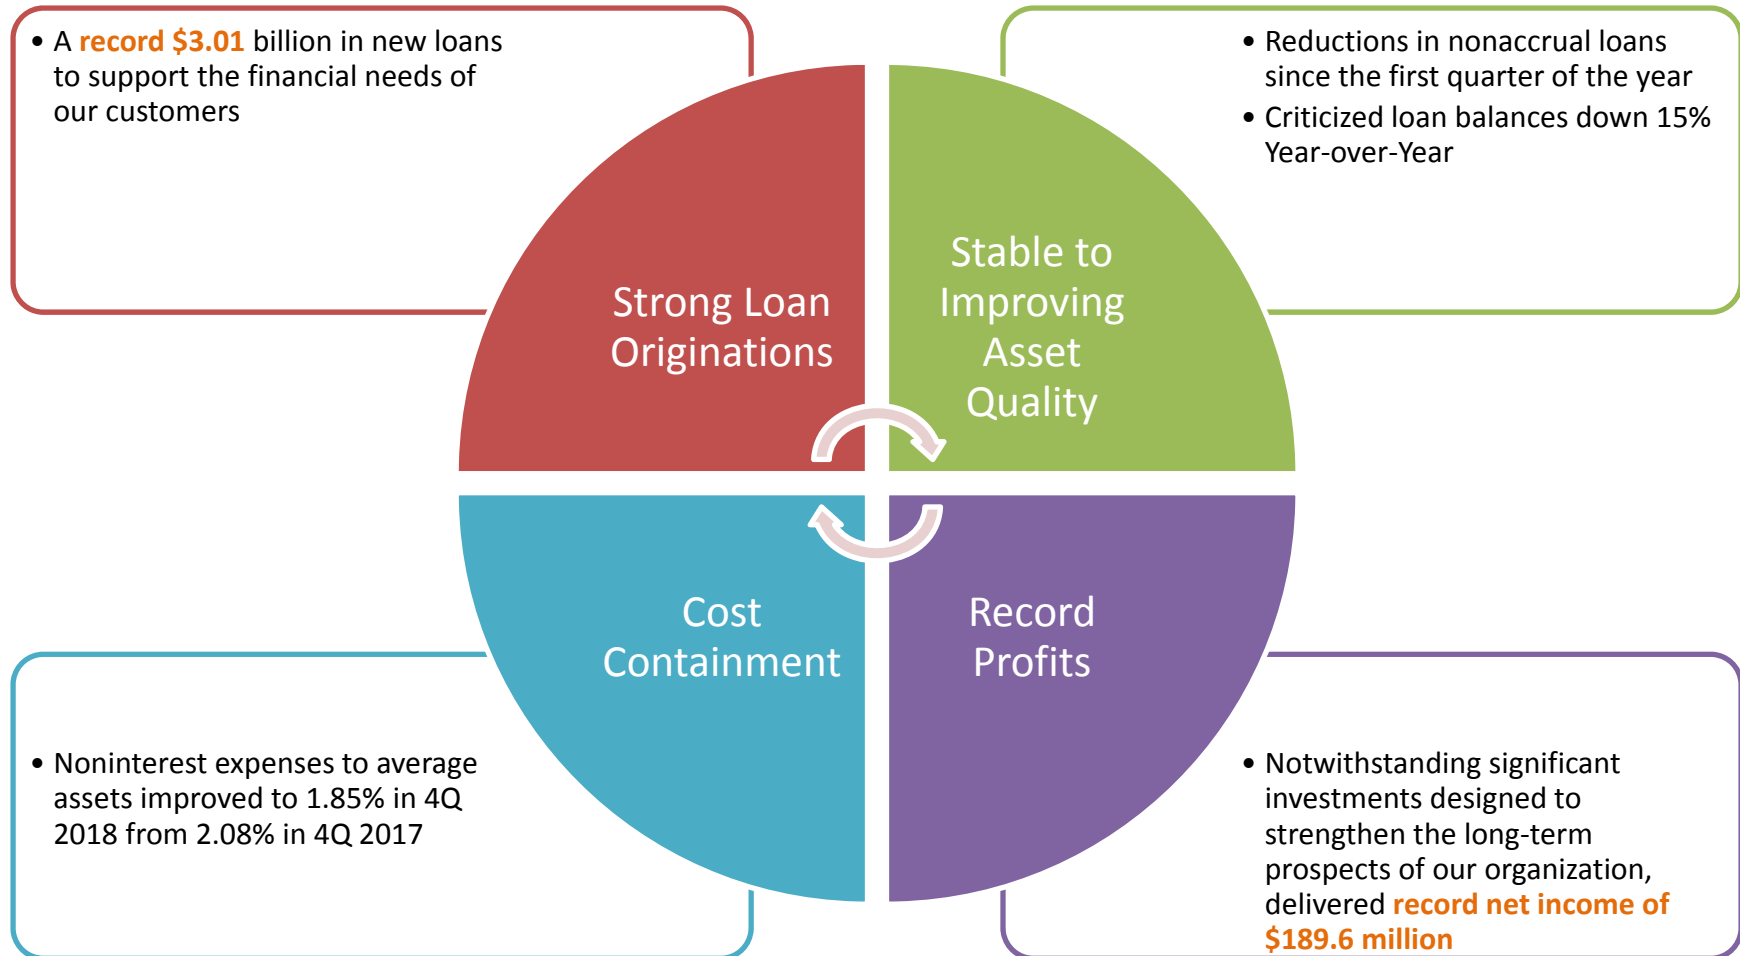 • A record $3.01 billion in new loans
to support the financial needs of
our customers
• Reductions in nonaccrual loans
since the first quarter of the year
• Criticized loan balances down 15%
Year-over-Year
Strong Loan
Originations
Stable to
Improving
Asset
Quality
Cost
Containment
Record
Profits
• Noninterest expenses to average
assets improved to 1.85% in 4Q
2018 from 2.08% in 4Q 2017
• Notwithstanding significant
investments designed to
strengthen the long-term
prospects of our organization,
delivered record net income of
$189.6 million